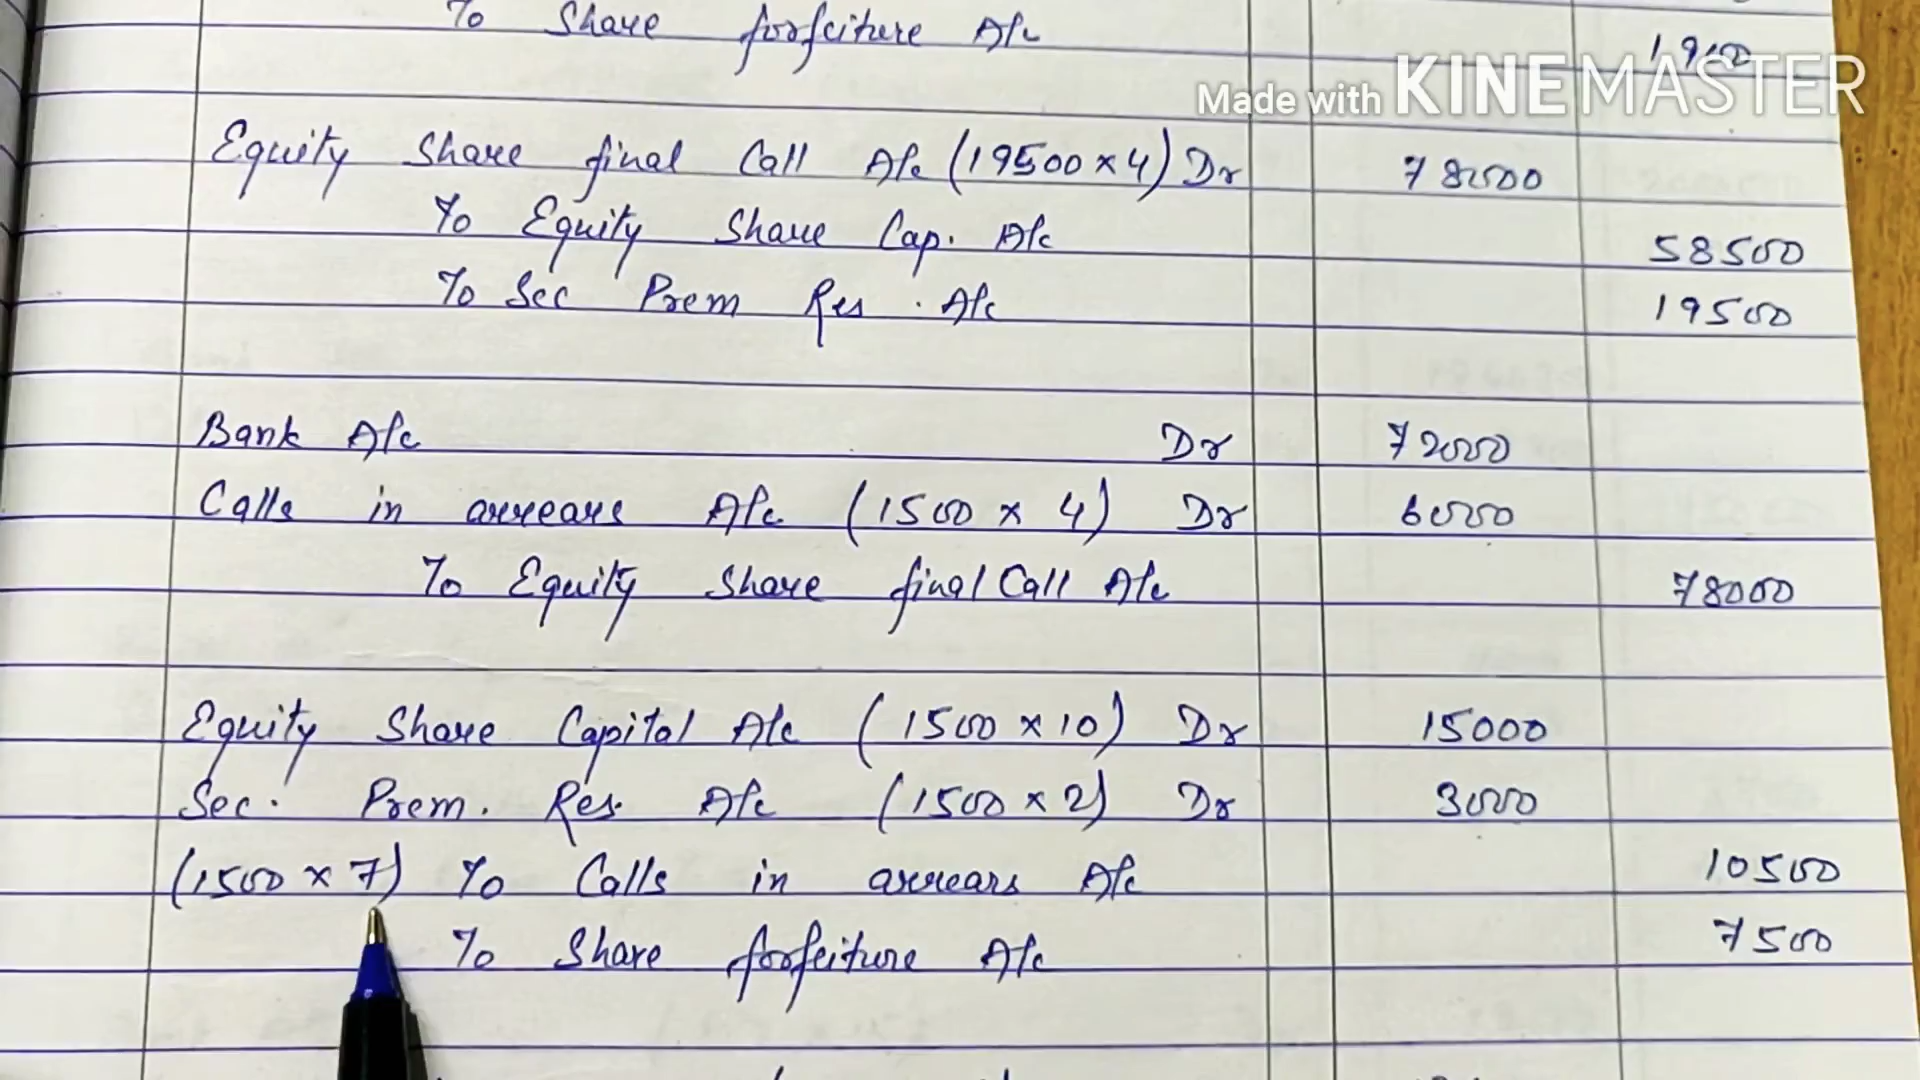 To Share forfeiture A/c 1900
Made with KINEMASTER
Equity Share final Call A/c (19500 × 4) Dr 78000
To Equity Share Cap. A/c 58500
To Sec Prem Res. A/c 19500
Bank A/c Dr 72000
Calls in arrears A/c (1500 × 4) Dr 6000
To Equity Share final Call A/c 78000
Equity Share Capital A/c (1500 × 10) Dr 15000
Sec. Prem. Res. A/c (1500 × 2) Dr 3000
(1500 × 7) To Calls in arrears A/c 10500
To Share forfeiture A/c 7500